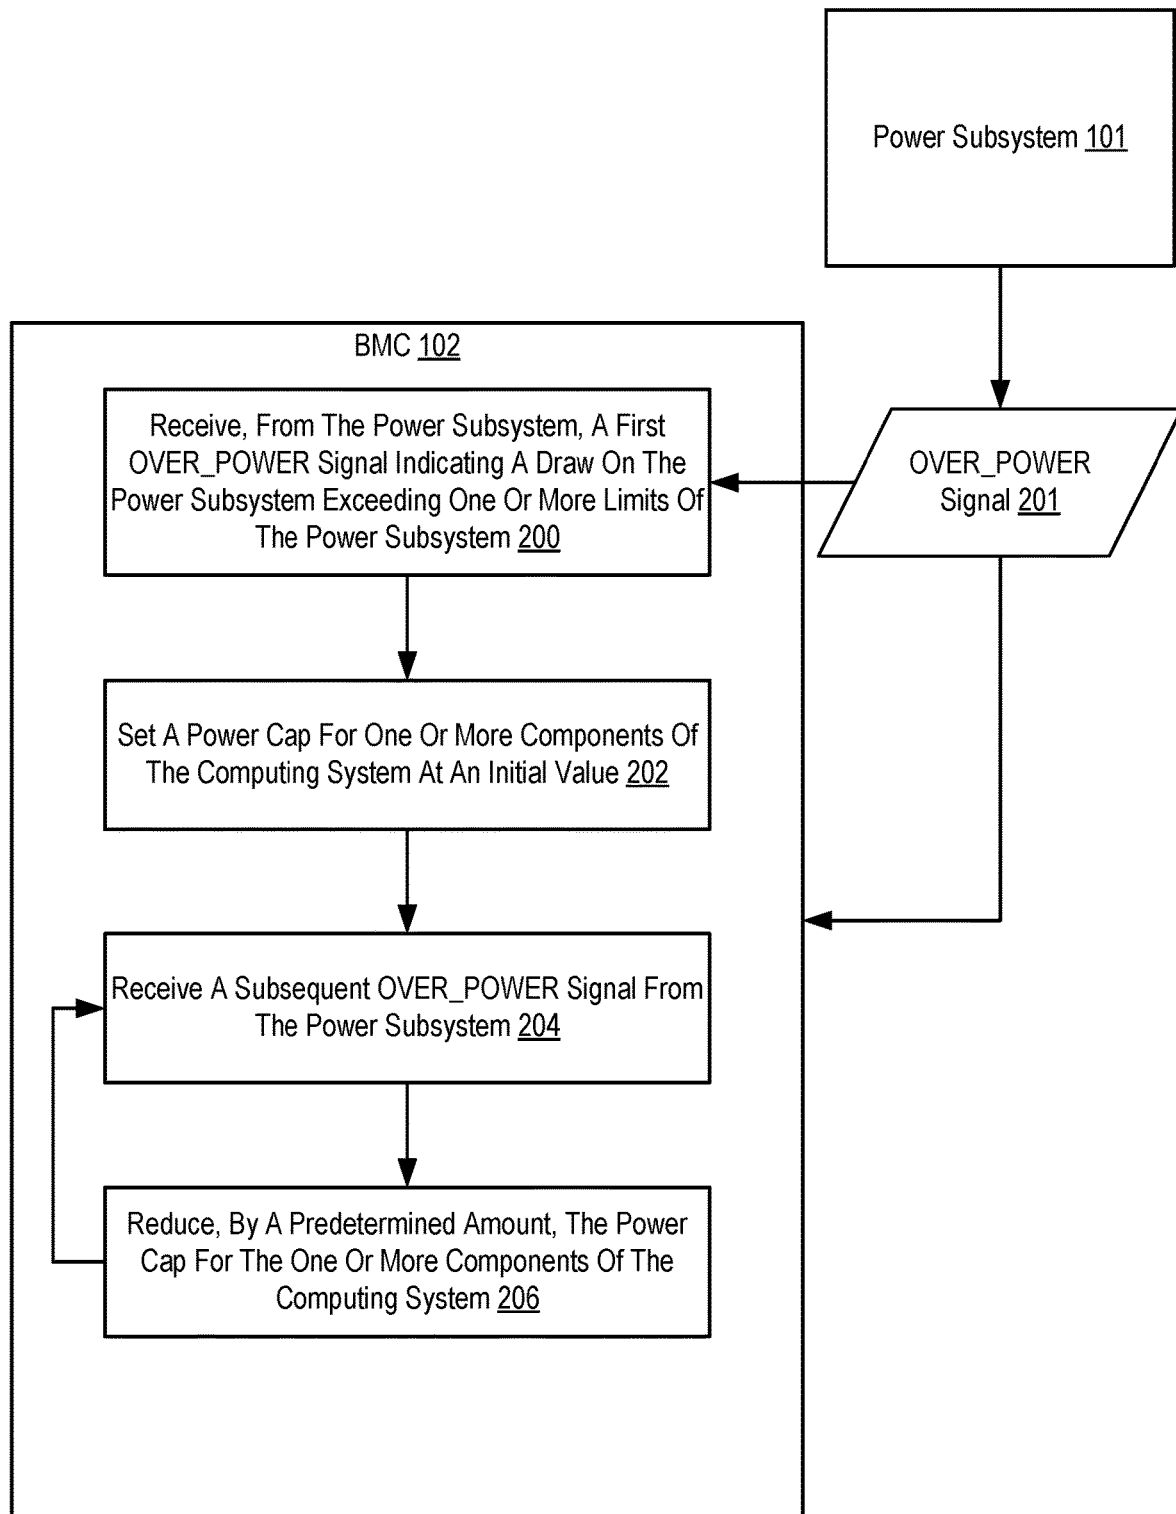 Power Subsystem 101
BMC 102
Receive, From The Power Subsystem, A First
OVER_POWER Signal Indicating A Draw On The
Power Subsystem Exceeding One Or More Limits Of
The Power Subsystem 200
OVER_POWER
Signal 201
Set A Power Cap For One Or More Components Of
The Computing System At An Initial Value 202
Receive A Subsequent OVER_POWER Signal From
The Power Subsystem 204
Reduce, By A Predetermined Amount, The Power
Cap For The One Or More Components Of The
Computing System 206